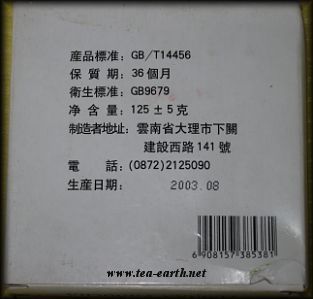 産品標准: GB/T14456
保質期: 36個月
衛生標准: GB9679
净含量: 125±5克
制造者地址: 雲南省大理市下關
建設西路141號
電話: (0872)2125090
生産日期: 2003.08
6 908157 385381
www.tea-earth.net